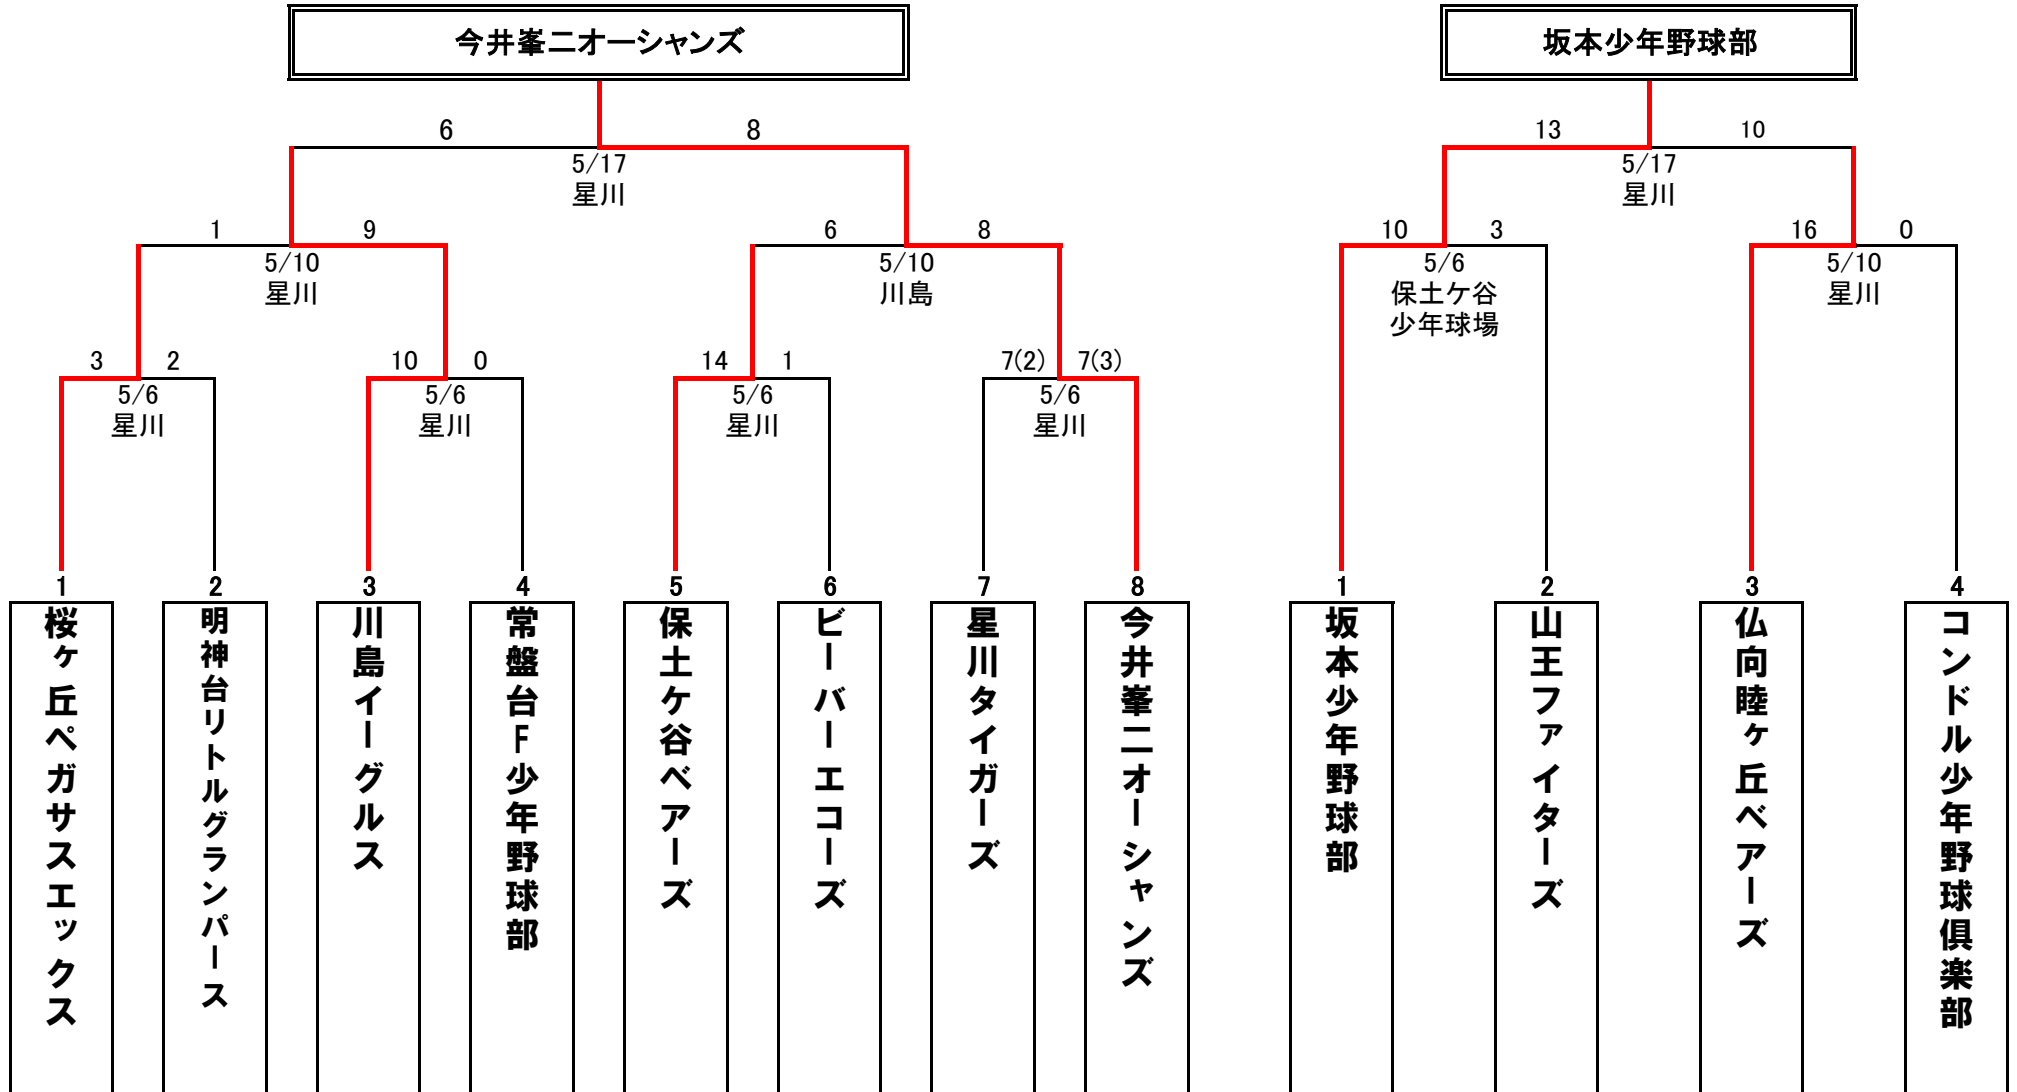 今井峯二オーシャンズ
坂本少年野球部
6
8
13
10
5/17
星川
5/17
星川
1
9
6
8
10
3
16
0
5/10
星川
5/10
川島
5/6
保土ケ谷
少年球場
5/10
星川
3
2
10
0
14
1
7(2)
7(3)
5/6
星川
5/6
星川
5/6
星川
5/6
星川
1
2
3
4
5
6
7
8
1
2
3
4
桜ヶ丘ペガサスエックス
明神台リトルグランパース
川島イーグルス
常盤台F少年野球部
保土ケ谷ベアーズ
ビーバーエコーズ
星川タイガーズ
今井峯二オーシャンズ
坂本少年野球部
山王ファイターズ
仏向睦ヶ丘ベアーズ
コンドル少年野球倶楽部